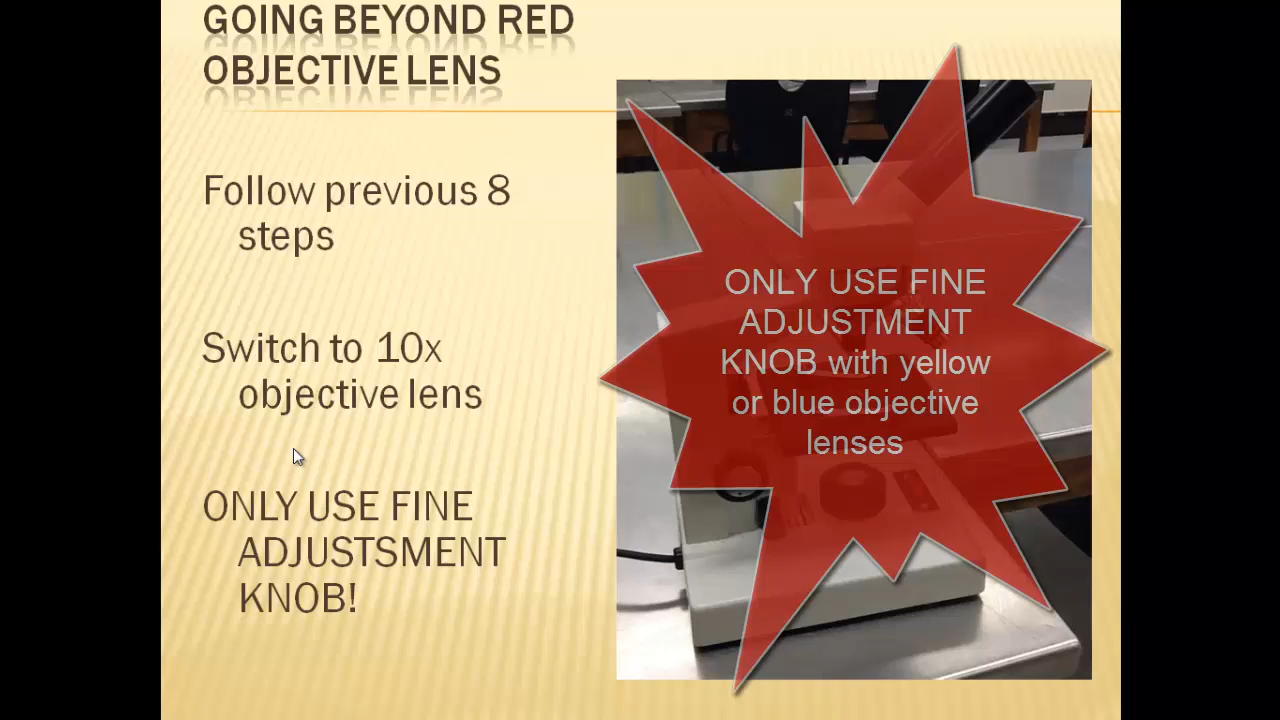 GOING BEYOND RED
OBJECTIVE LENS
Follow previous 8
steps
Switch to 10x
objective lens
ONLY USE FINE
ADJUSTSMENT
KNOB!
ONLY USE FINE
ADJUSTMENT
KNOB with yellow
or blue objective
lenses